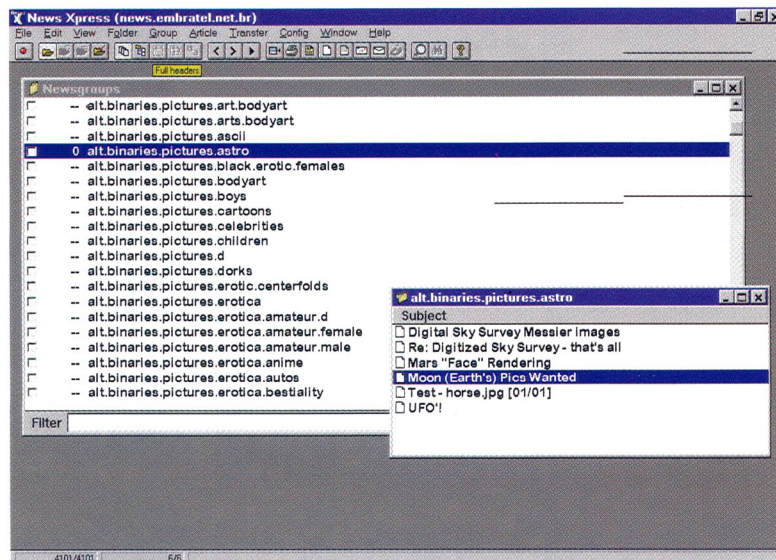 News Xpress (news.embratel.net.br)
File Edit View Folder Group Article Transfer Config Window Help
Full headers
Newsgroups
-- alt.binaries.pictures.art.bodyart
-- alt.binaries.pictures.arts.bodyart
-- alt.binaries.pictures.ascii
0 alt.binaries.pictures.astro
-- alt.binaries.pictures.black.erotic.females
-- alt.binaries.pictures.bodyart
-- alt.binaries.pictures.boys
-- alt.binaries.pictures.cartoons
-- alt.binaries.pictures.celebrities
-- alt.binaries.pictures.children
-- alt.binaries.pictures.d
-- alt.binaries.pictures.dorks
-- alt.binaries.pictures.erotic.centerfolds
-- alt.binaries.pictures.erotica
-- alt.binaries.pictures.erotica.amateur.d
-- alt.binaries.pictures.erotica.amateur.female
-- alt.binaries.pictures.erotica.amateur.male
-- alt.binaries.pictures.erotica.anime
-- alt.binaries.pictures.erotica.autos
-- alt.binaries.pictures.erotica.bestiality
Filter
alt.binaries.pictures.astro
Subject
Digital Sky Survey Messier Images
Re: Digitized Sky Survey - that's all
Mars "Face" Rendering
Moon (Earth's) Pics Wanted
Test - horse.jpg [01/01]
UFO'!
4101/4101 6/6